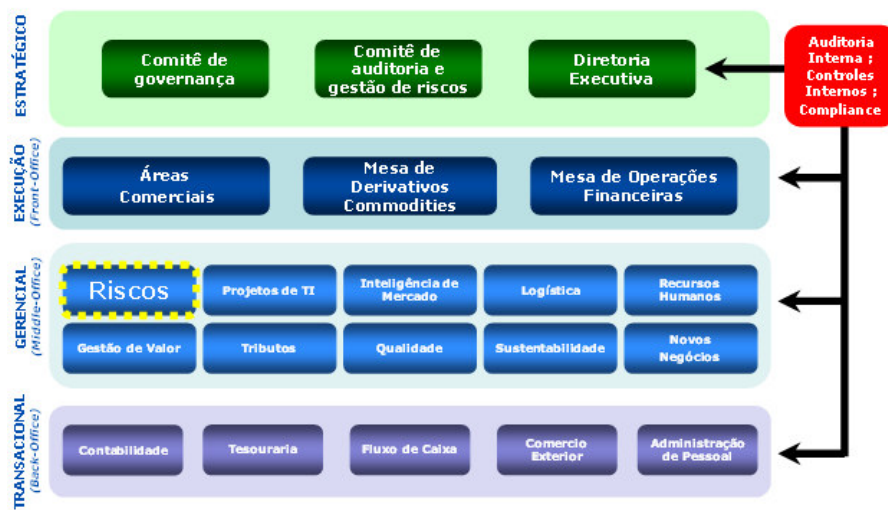 ESTRATÉGICO
Comitê de
governança
Comitê de
auditoria e
gestão de riscos
Diretoria
Executiva
Auditoria
Interna ;
Controles
Internos ;
Compliance
EXECUÇÃO
(Front-Office)
Áreas
Comerciais
Mesa de
Derivativos
Commodities
Mesa de Operações
Financeiras
GERENCIAL
(Middle-Office)
Riscos
Projetos de TI
Inteligência de
Mercado
Logística
Recursos
Humanos
Gestão de Valor
Tributos
Qualidade
Sustentabilidade
Novos
Negócios
TRANSACIONAL
(Back-Office)
Contabilidade
Tesouraria
Fluxo de Caixa
Comercio
Exterior
Administração
de Pessoal